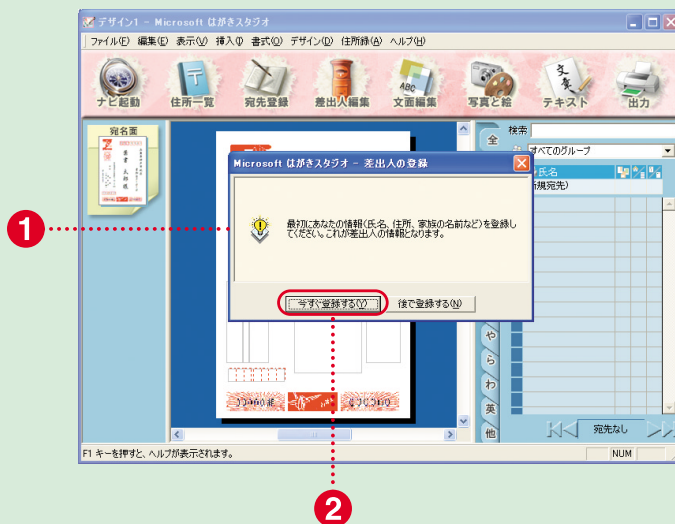 デザイン1 - Microsoft はがきスタジオ
ファイル(F) 編集(E) 表示(V) 挿入(I) 書式(O) デザイン(D) 住所録(A) ヘルプ(H)
ナビ起動 住所一覧 宛先登録 差出人編集 文面編集 写真と絵 テキスト 出力
宛名面
全
検索
すべてのグループ
氏名
Microsoft はがきスタジオ - 差出人の登録
最初にあなたの情報(氏名、住所、家族の名前など)を登録し
てください。これが差出人の情報となります。
今すぐ登録する(Y) 後で登録する(N)
1
や
ら
わ
英
他
宛先なし
F1 キーを押すと、ヘルプが表示されます。
NUM
2